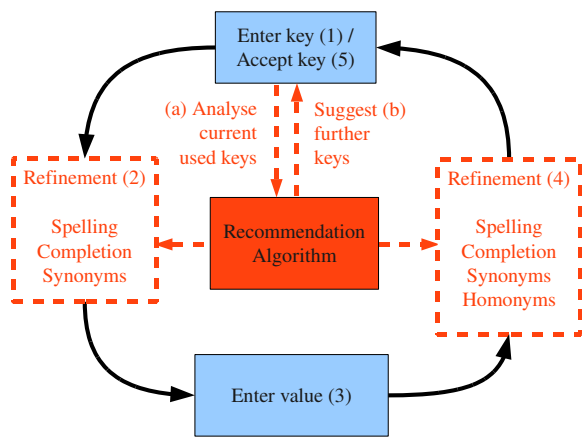 Enter key (1) /
Accept key (5)
(a) Analyse
current
used keys
Suggest (b)
further
keys
Refinement (2)
Spelling
Completion
Synonyms
Recommendation
Algorithm
Refinement (4)
Spelling
Completion
Synonyms
Homonyms
Enter value (3)